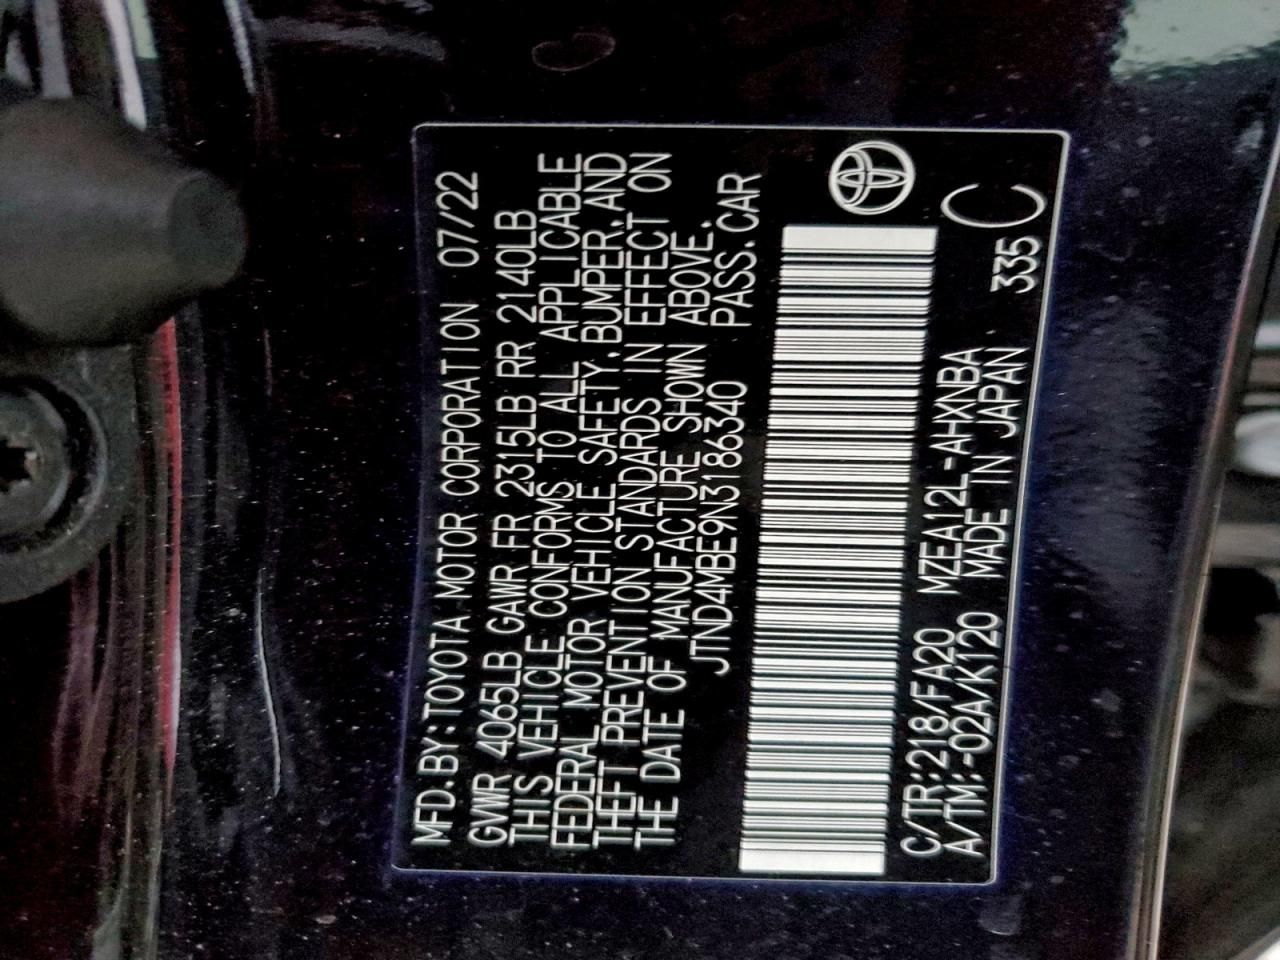 MFD.BY:TOYOTA MOTOR CORPORATION 07/22
GVWR 4065LB GAWR FR 2315LB RR 2140LB
THIS VEHICLE CONFORMS TO ALL APPLICABLE
FEDERAL MOTOR VEHICLE SAFETY, BUMPER, AND
THEFT PREVENTION STANDARDS IN EFFECT ON
THE DATE OF MANUFACTURE SHOWN ABOVE.
JTND4MBE9N3186340 PASS.CAR
C/TR:218/FA20 MZEA12L-AHXNBA 335 C
A/TM:-02A/K120 MADE IN JAPAN